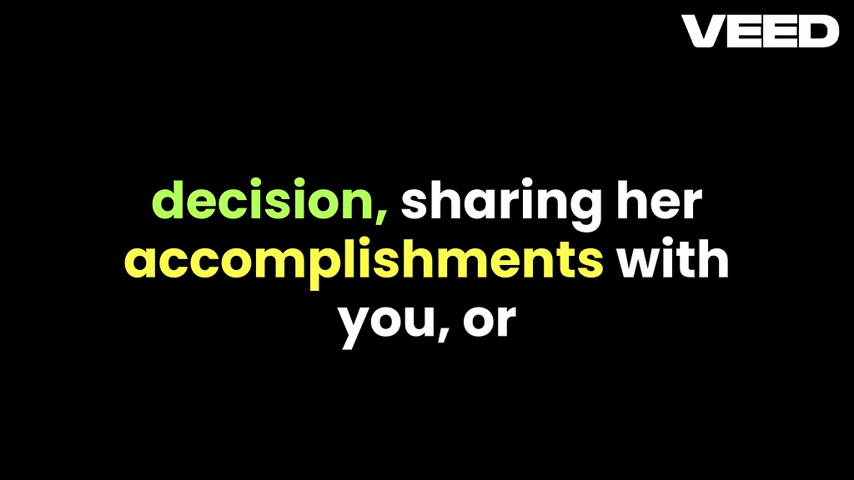 VEED
decision, sharing her
accomplishments with
you, or